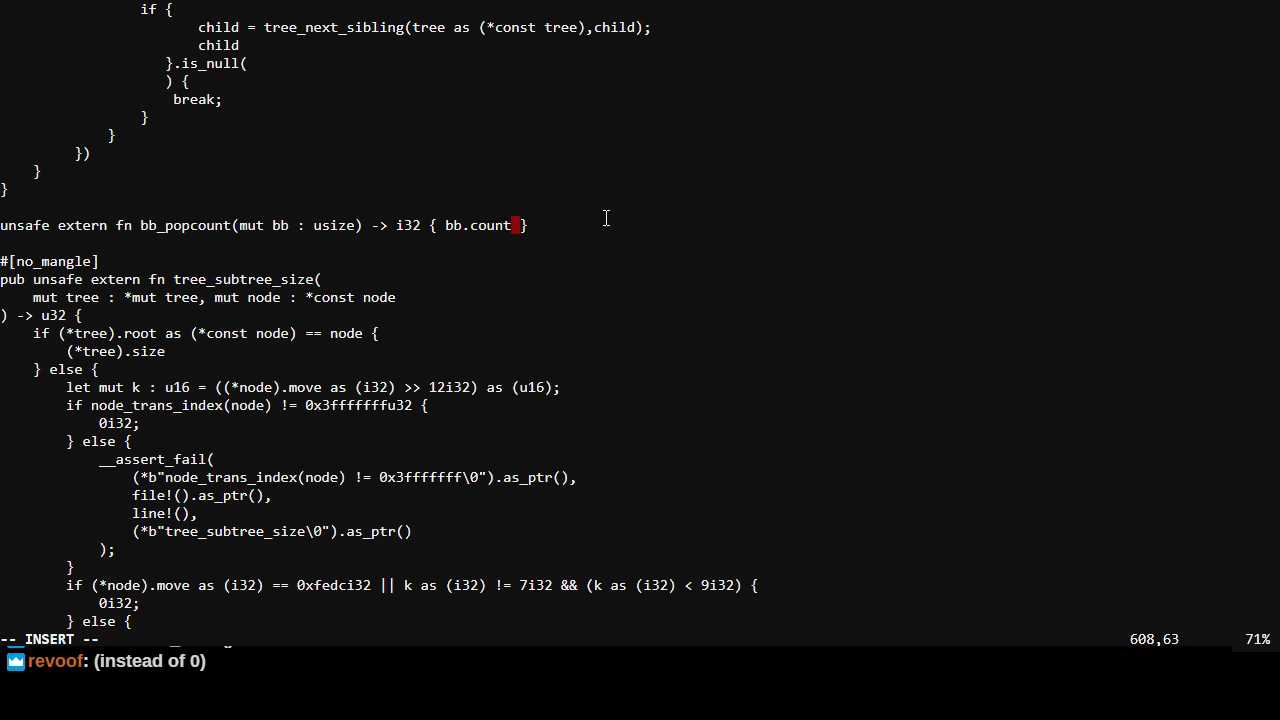 if {
child = tree_next_sibling(tree as (*const tree),child);
child
}.is_null(
) {
break;
}
}
})
}
}
unsafe extern fn bb_popcount(mut bb : usize) -> i32 { bb.count }
#[no_mangle]
pub unsafe extern fn tree_subtree_size(
mut tree : *mut tree, mut node : *const node
) -> u32 {
if (*tree).root as (*const node) == node {
(*tree).size
} else {
let mut k : u16 = ((*node).move as (i32) >> 12i32) as (u16);
if node_trans_index(node) != 0x3fffffffu32 {
0i32;
} else {
__assert_fail(
(*b"node_trans_index(node) != 0x3fffffff\0").as_ptr(),
file!().as_ptr(),
line!(),
(*b"tree_subtree_size\0").as_ptr()
);
}
if (*node).move as (i32) == 0xfedci32 || k as (i32) != 7i32 && (k as (i32) < 9i32) {
0i32;
} else {
-- INSERT -- 608,63 71%
revoof: (instead of 0)